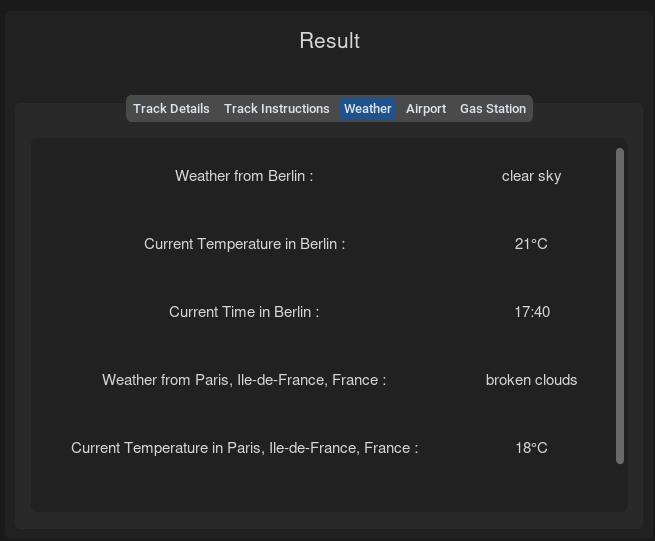 Result
Track Details Track Instructions Weather Airport Gas Station
Weather from Berlin : clear sky
Current Temperature in Berlin : 21°C
Current Time in Berlin : 17:40
Weather from Paris, Ile-de-France, France : broken clouds
Current Temperature in Paris, Ile-de-France, France : 18°C